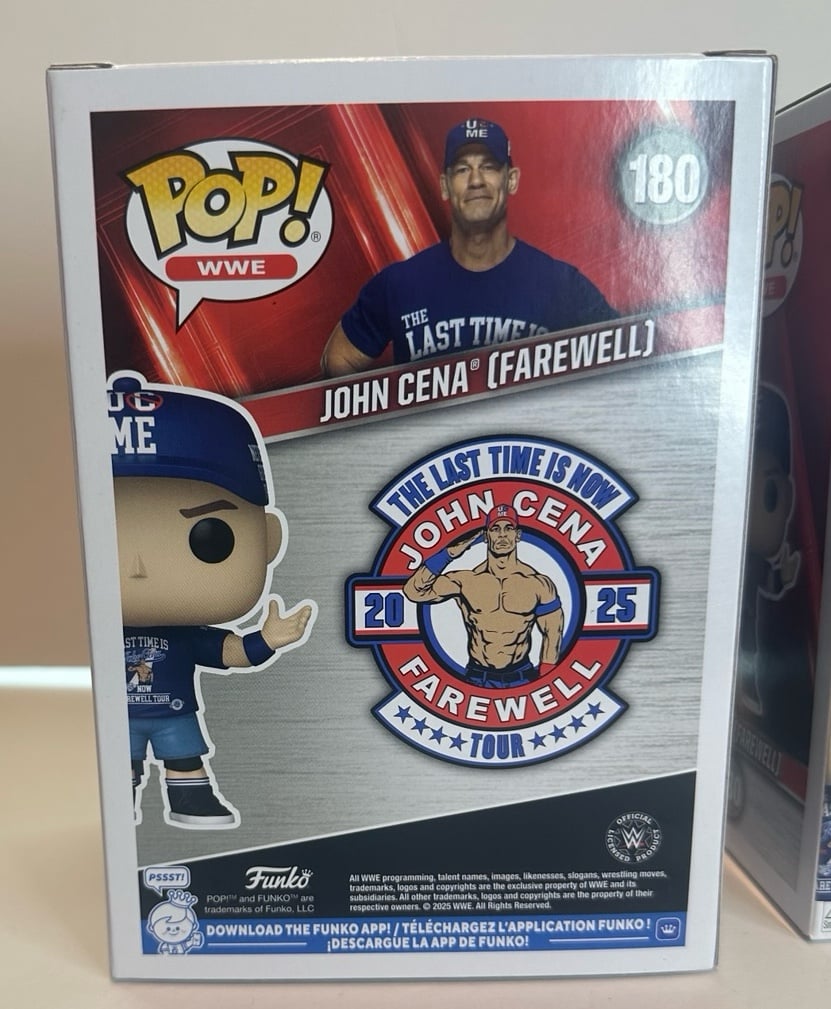 POP!®
WWE
U C
ME
180
THE
LAST TIME IS
JOHN CENA® (FAREWELL)
U C
ME
THE LAST TIME IS NOW
JOHN CENA
U C
ME
20 25
FAREWELL
TOUR
ST TIME IS
NOW
REWELL TOUR
OFFICIAL
W
LICENSED PRODUCT
PSSST!
Funko
POP!™ and FUNKO™ are
trademarks of Funko, LLC
All WWE programming, talent names, images, likenesses, slogans, wrestling moves,
trademarks, logos and copyrights are the exclusive property of WWE and its
subsidiaries. All other trademarks, logos and copyrights are the property of their
respective owners. © 2025 WWE. All Rights Reserved.
DOWNLOAD THE FUNKO APP! / TÉLÉCHARGEZ L'APPLICATION FUNKO !
¡DESCARGUE LA APP DE FUNKO!
P!
E
FAREWELL)